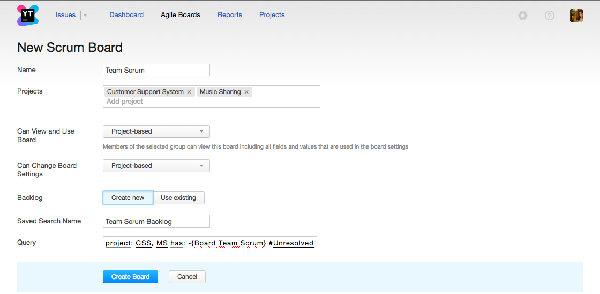 YT
Issues Dashboard Agile Boards Reports Projects
New Scrum Board
Name Team Scrum
Projects Customer Support System × Music Sharing ×
Add project
Can View and Use Board Project-based
Members of the selected group can view this board including all fields and values that are used in the board settings
Can Change Board Settings Project-based
Backlog Create new Use existing
Saved Search Name Team Scrum Backlog
Query project: CSS, MS has: -{Board Team Scrum} #Unresolved
Create Board Cancel